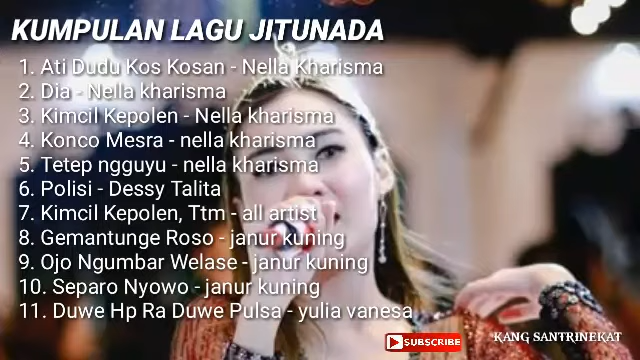 KUMPULAN LAGU JITUNADA
1. Ati Dudu Kos Kosan - Nella Kharisma
2. Dia - Nella kharisma
3. Kimcil Kepolen - Nella Kharisma
4. Konco Mesra - nella kharisma
5. Tetep ngguyu - nella kharisma
6. Polisi - Dessy Talita
7. Kimcil Kepolen, Ttm - all artist
8. Gemantunge Roso - janur kuning
9. Ojo Ngumbar Welase - janur kuning
10. Separo Nyowo - janur kuning
11. Duwe Hp Ra Duwe Pulsa - yulia vanesa
SUBSCRIBE
KANG SANTRINEKAT